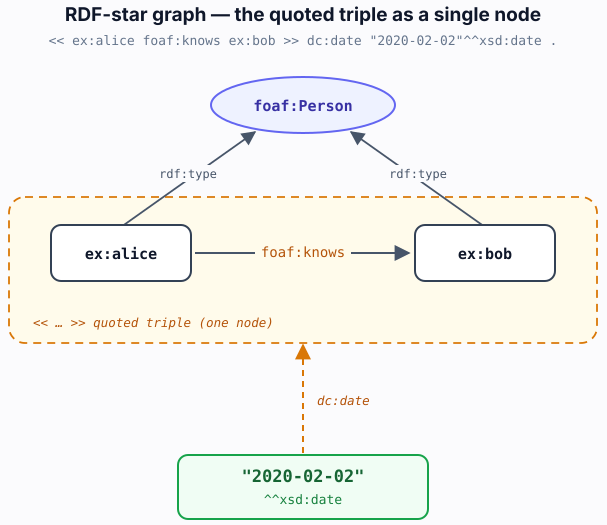 RDF-star graph — the quoted triple as a single node
<< ex:alice foaf:knows ex:bob >> dc:date "2020-02-02"^^xsd:date .
foaf:Person
rdf:type
rdf:type
ex:alice
foaf:knows
ex:bob
<< … >> quoted triple (one node)
dc:date
"2020-02-02"
^^xsd:date